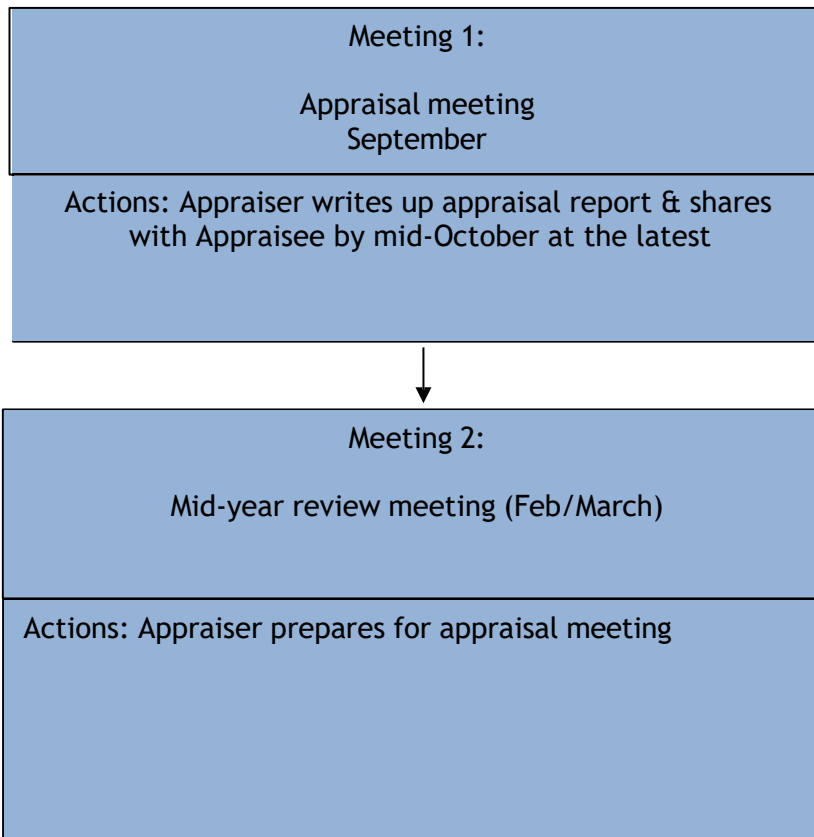 Meeting 1:
Appraisal meeting
September
Actions: Appraiser writes up appraisal report & shares
with Appraisee by mid-October at the latest
Meeting 2:
Mid-year review meeting (Feb/March)
Actions: Appraiser prepares for appraisal meeting